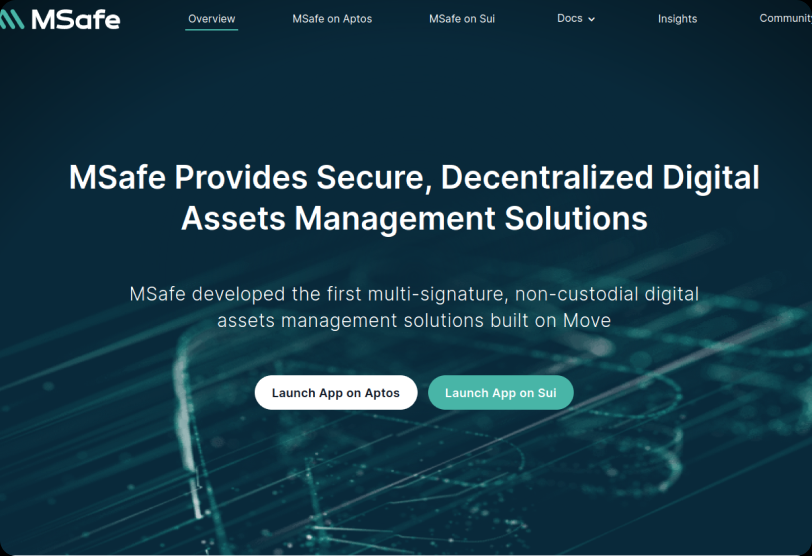 MSafe
Overview
MSafe on Aptos
MSafe on Sui
Docs
Insights
MSafe Provides Secure, Decentralized Digital
Assets Management Solutions
MSafe developed the first multi-signature, non-custodial digital
assets management solutions built on Move
Launch App on Aptos
Launch App on Sui